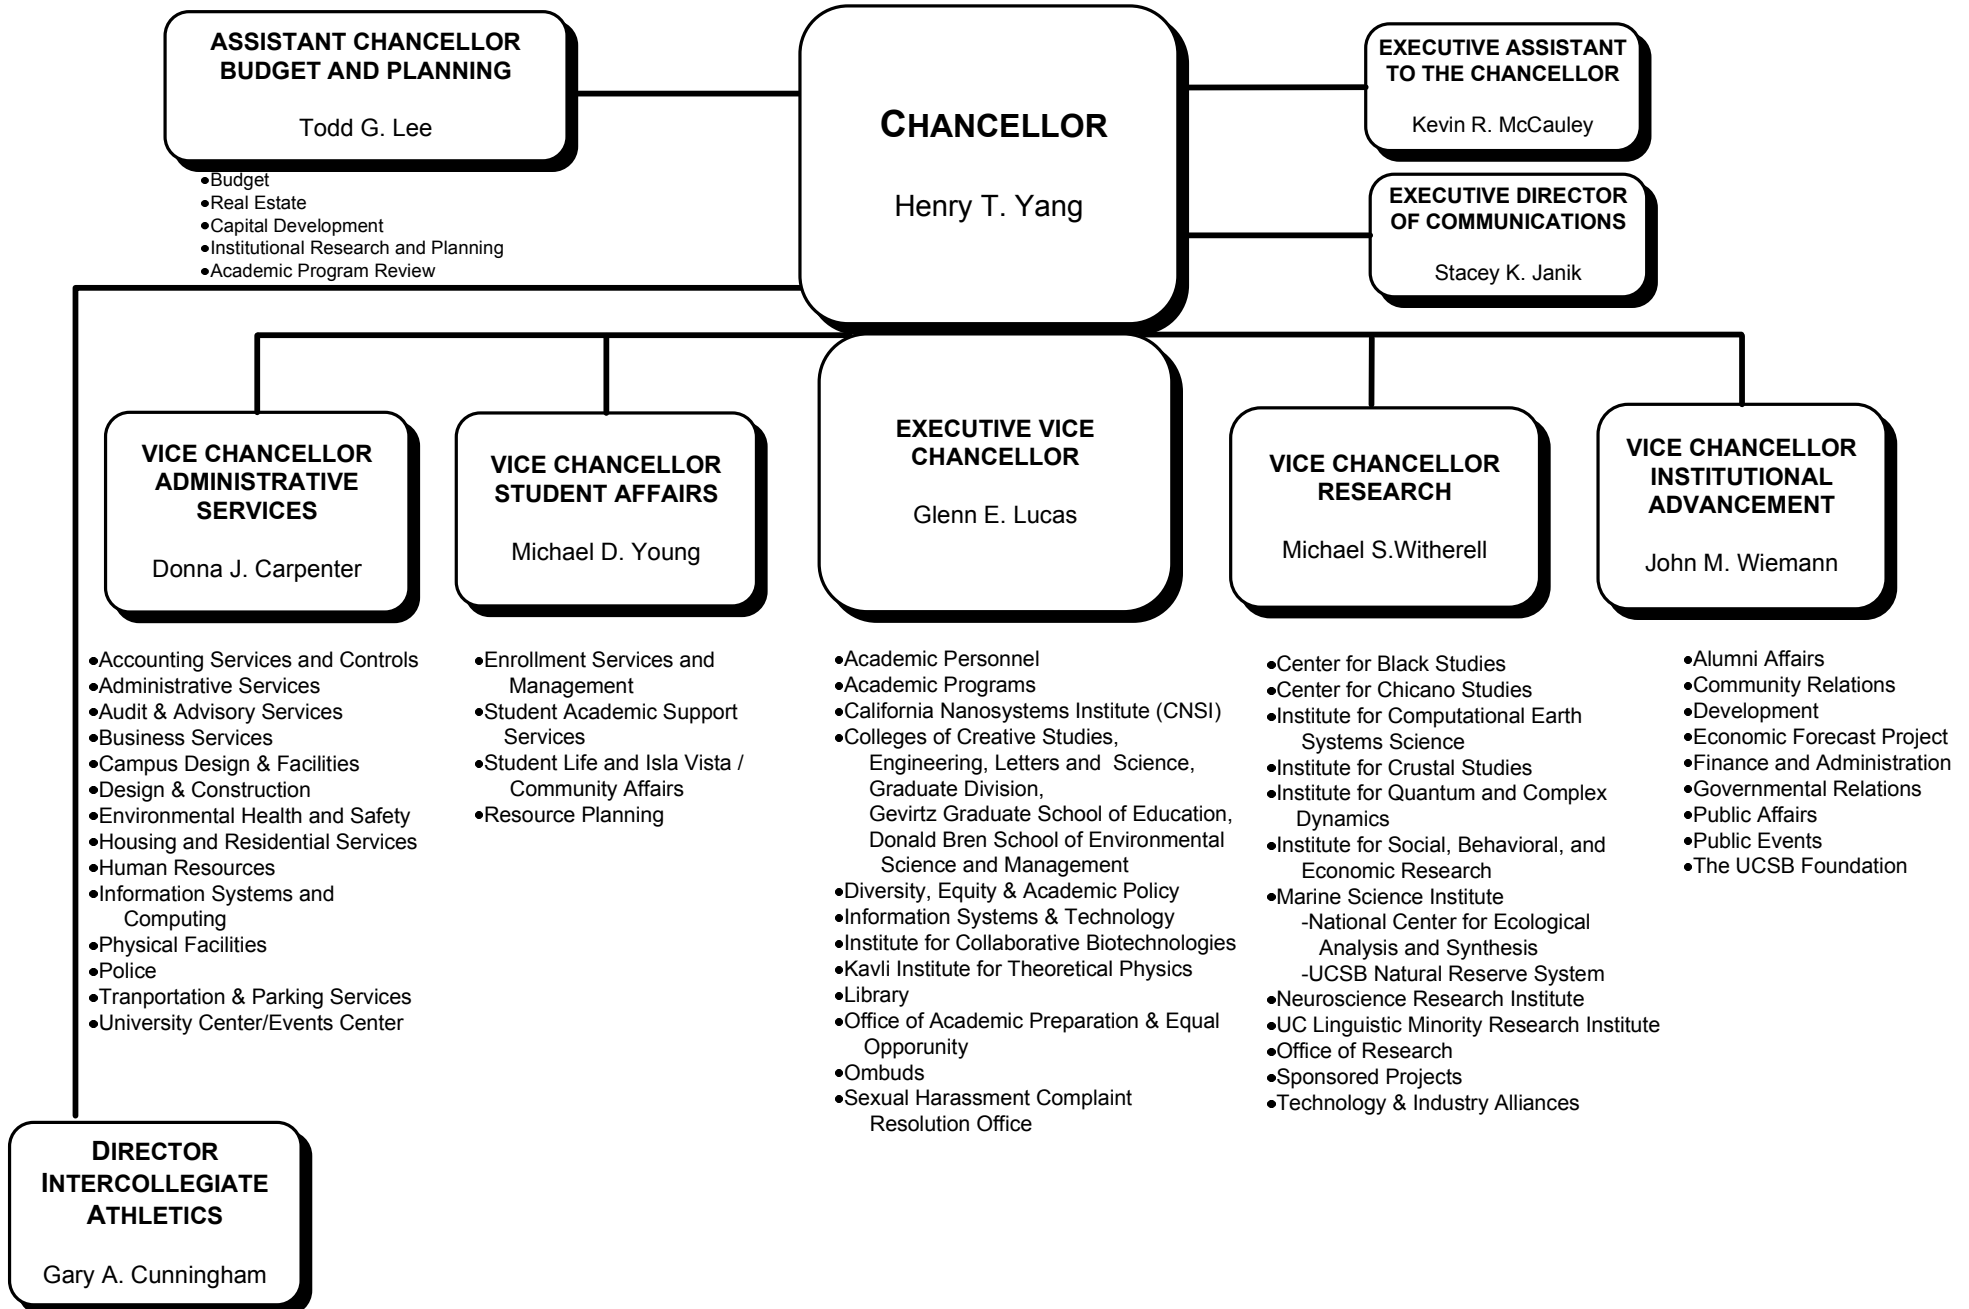 ASSISTANT CHANCELLOR
BUDGET AND PLANNING
Todd G. Lee
•Budget
•Real Estate
•Capital Development
•Institutional Research and Planning
•Academic Program Review
CHANCELLOR
Henry T. Yang
EXECUTIVE ASSISTANT
TO THE CHANCELLOR
Kevin R. McCauley
EXECUTIVE DIRECTOR
OF COMMUNICATIONS
Stacey K. Janik
VICE CHANCELLOR
ADMINISTRATIVE
SERVICES
Donna J. Carpenter
•Accounting Services and Controls
•Administrative Services
•Audit & Advisory Services
•Business Services
•Campus Design & Facilities
•Design & Construction
•Environmental Health and Safety
•Housing and Residential Services
•Human Resources
•Information Systems and
Computing
•Physical Facilities
•Police
•Tranportation & Parking Services
•University Center/Events Center
VICE CHANCELLOR
STUDENT AFFAIRS
Michael D. Young
•Enrollment Services and
Management
•Student Academic Support
Services
•Student Life and Isla Vista /
Community Affairs
•Resource Planning
EXECUTIVE VICE
CHANCELLOR
Glenn E. Lucas
•Academic Personnel
•Academic Programs
•California Nanosystems Institute (CNSI)
•Colleges of Creative Studies,
Engineering, Letters and Science,
Graduate Division,
Gevirtz Graduate School of Education,
Donald Bren School of Environmental
Science and Management
•Diversity, Equity & Academic Policy
•Information Systems & Technology
•Institute for Collaborative Biotechnologies
•Kavli Institute for Theoretical Physics
•Library
•Office of Academic Preparation & Equal
Opporunity
•Ombuds
•Sexual Harassment Complaint
Resolution Office
VICE CHANCELLOR
RESEARCH
Michael S.Witherell
•Center for Black Studies
•Center for Chicano Studies
•Institute for Computational Earth
Systems Science
•Institute for Crustal Studies
•Institute for Quantum and Complex
Dynamics
•Institute for Social, Behavioral, and
Economic Research
•Marine Science Institute
-National Center for Ecological
Analysis and Synthesis
-UCSB Natural Reserve System
•Neuroscience Research Institute
•UC Linguistic Minority Research Institute
•Office of Research
•Sponsored Projects
•Technology & Industry Alliances
VICE CHANCELLOR
INSTITUTIONAL
ADVANCEMENT
John M. Wiemann
•Alumni Affairs
•Community Relations
•Development
•Economic Forecast Project
•Finance and Administration
•Governmental Relations
•Public Affairs
•Public Events
•The UCSB Foundation
DIRECTOR
INTERCOLLEGIATE
ATHLETICS
Gary A. Cunningham